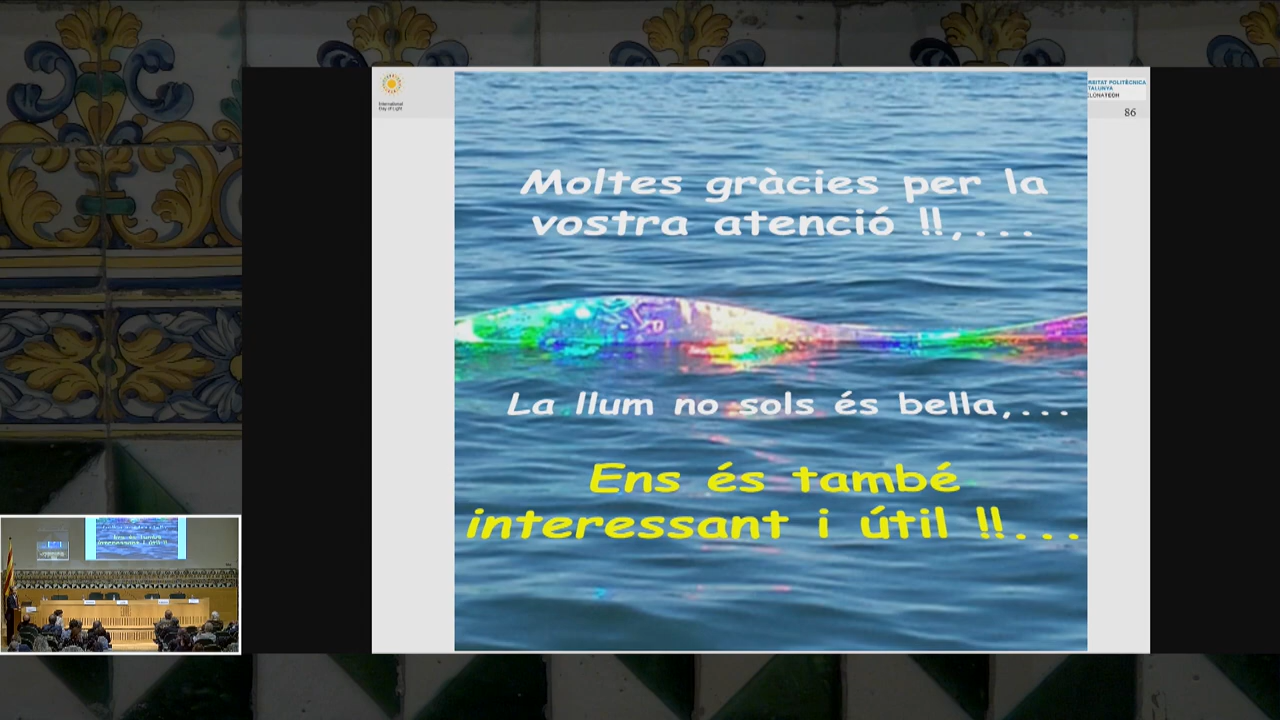 International
Day of Light
RSITAT POLITÈCNICA
TALUNYA
ELONATECH
86
Moltes gràcies per la
vostra atenció !!,...
La llum no sols és bella,...
Ens és també
interessant i útil !!...